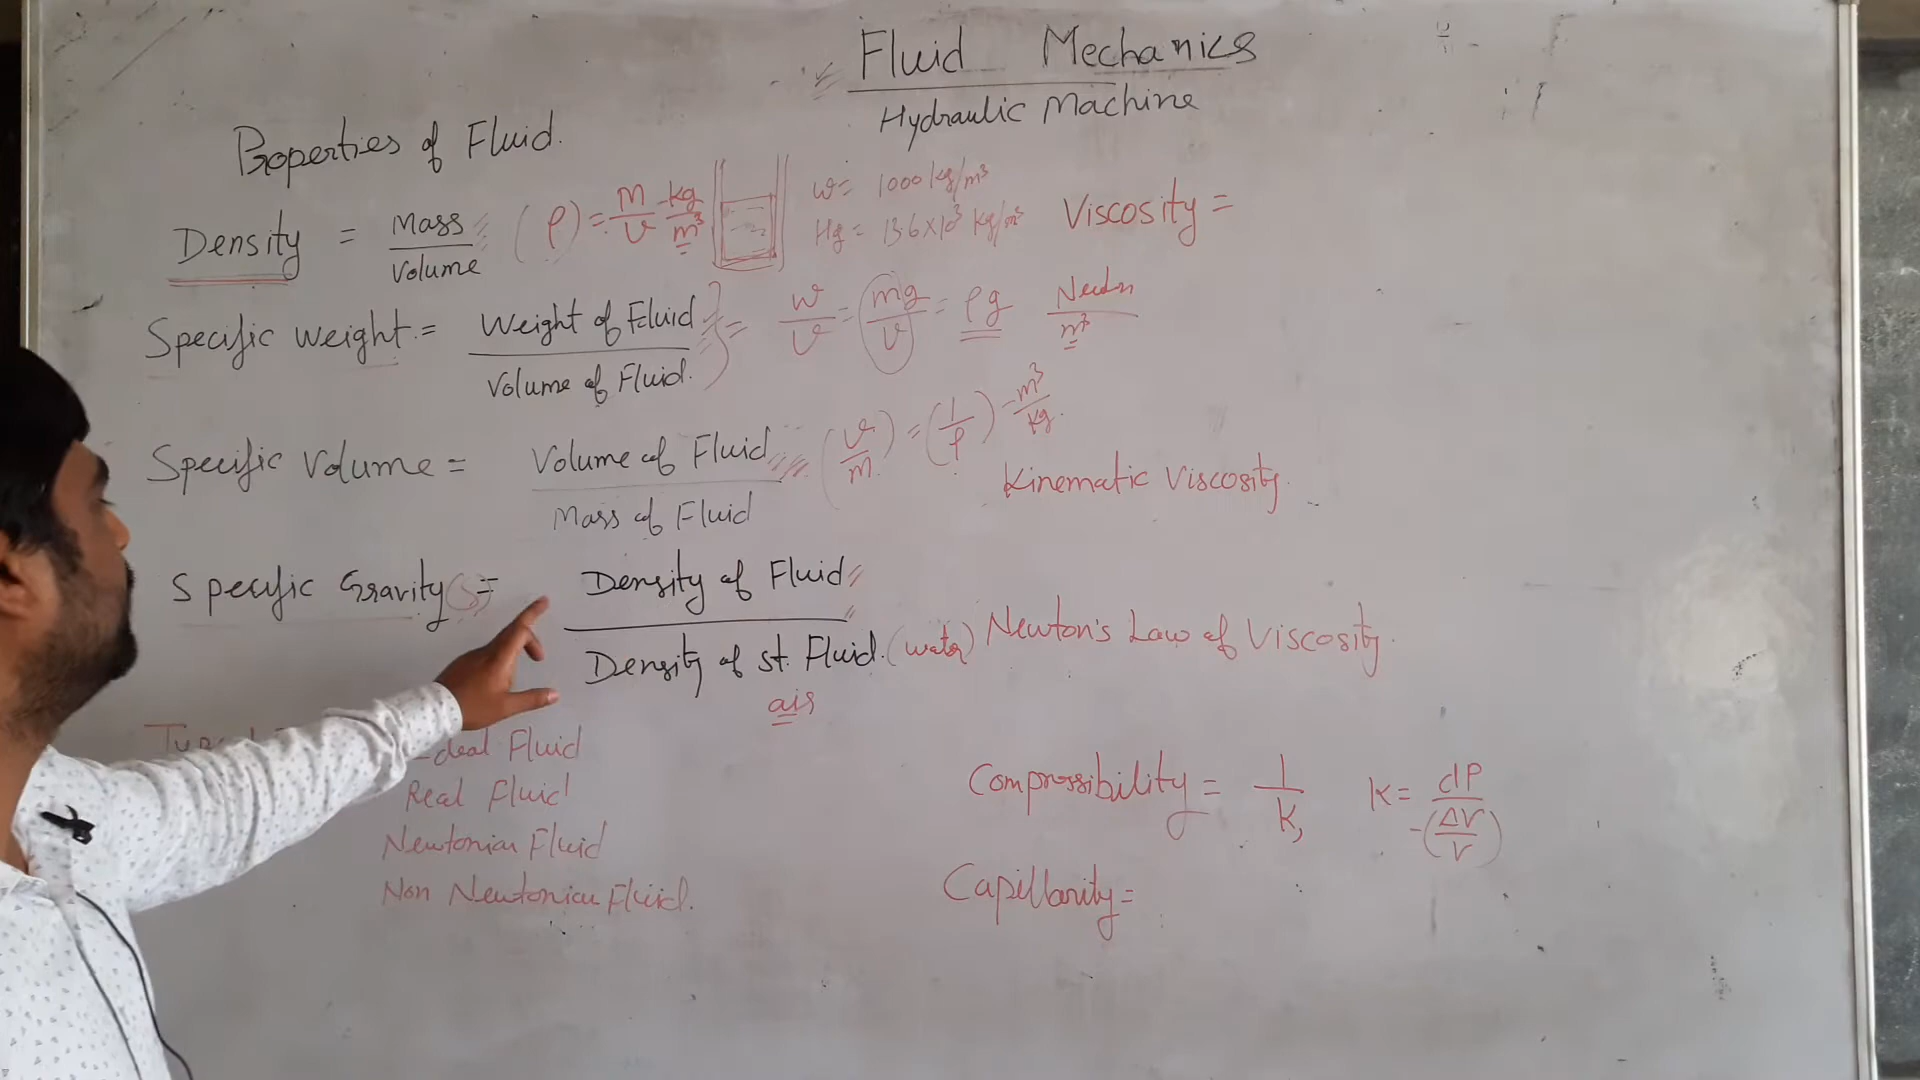 Fluid Mechanics
Hydraulic Machine
Properties of Fluid.
Density = Mass / Volume (ρ) = M/V kg/m³
w = 1000 kg/m³
Hg = 13.6×10³ kg/m³
Viscosity =
Specific Weight = Weight of Fluid / Volume of Fluid. = w/v = mg/v = ρg Newton/m³
Specific Volume = Volume of Fluid / Mass of Fluid (v/m) = (1/ρ) = m³/kg.
Kinematic Viscosity.
Specific Gravity (S) = Density of Fluid / Density of st. Fluid. (water)
air
Newton's Law of Viscosity.
Ideal Fluid
Real Fluid
Newtonian Fluid
Non Newtonian Fluid.
Compressibility = 1/K, K = dP / -(ΔV/V)
Capillarity =